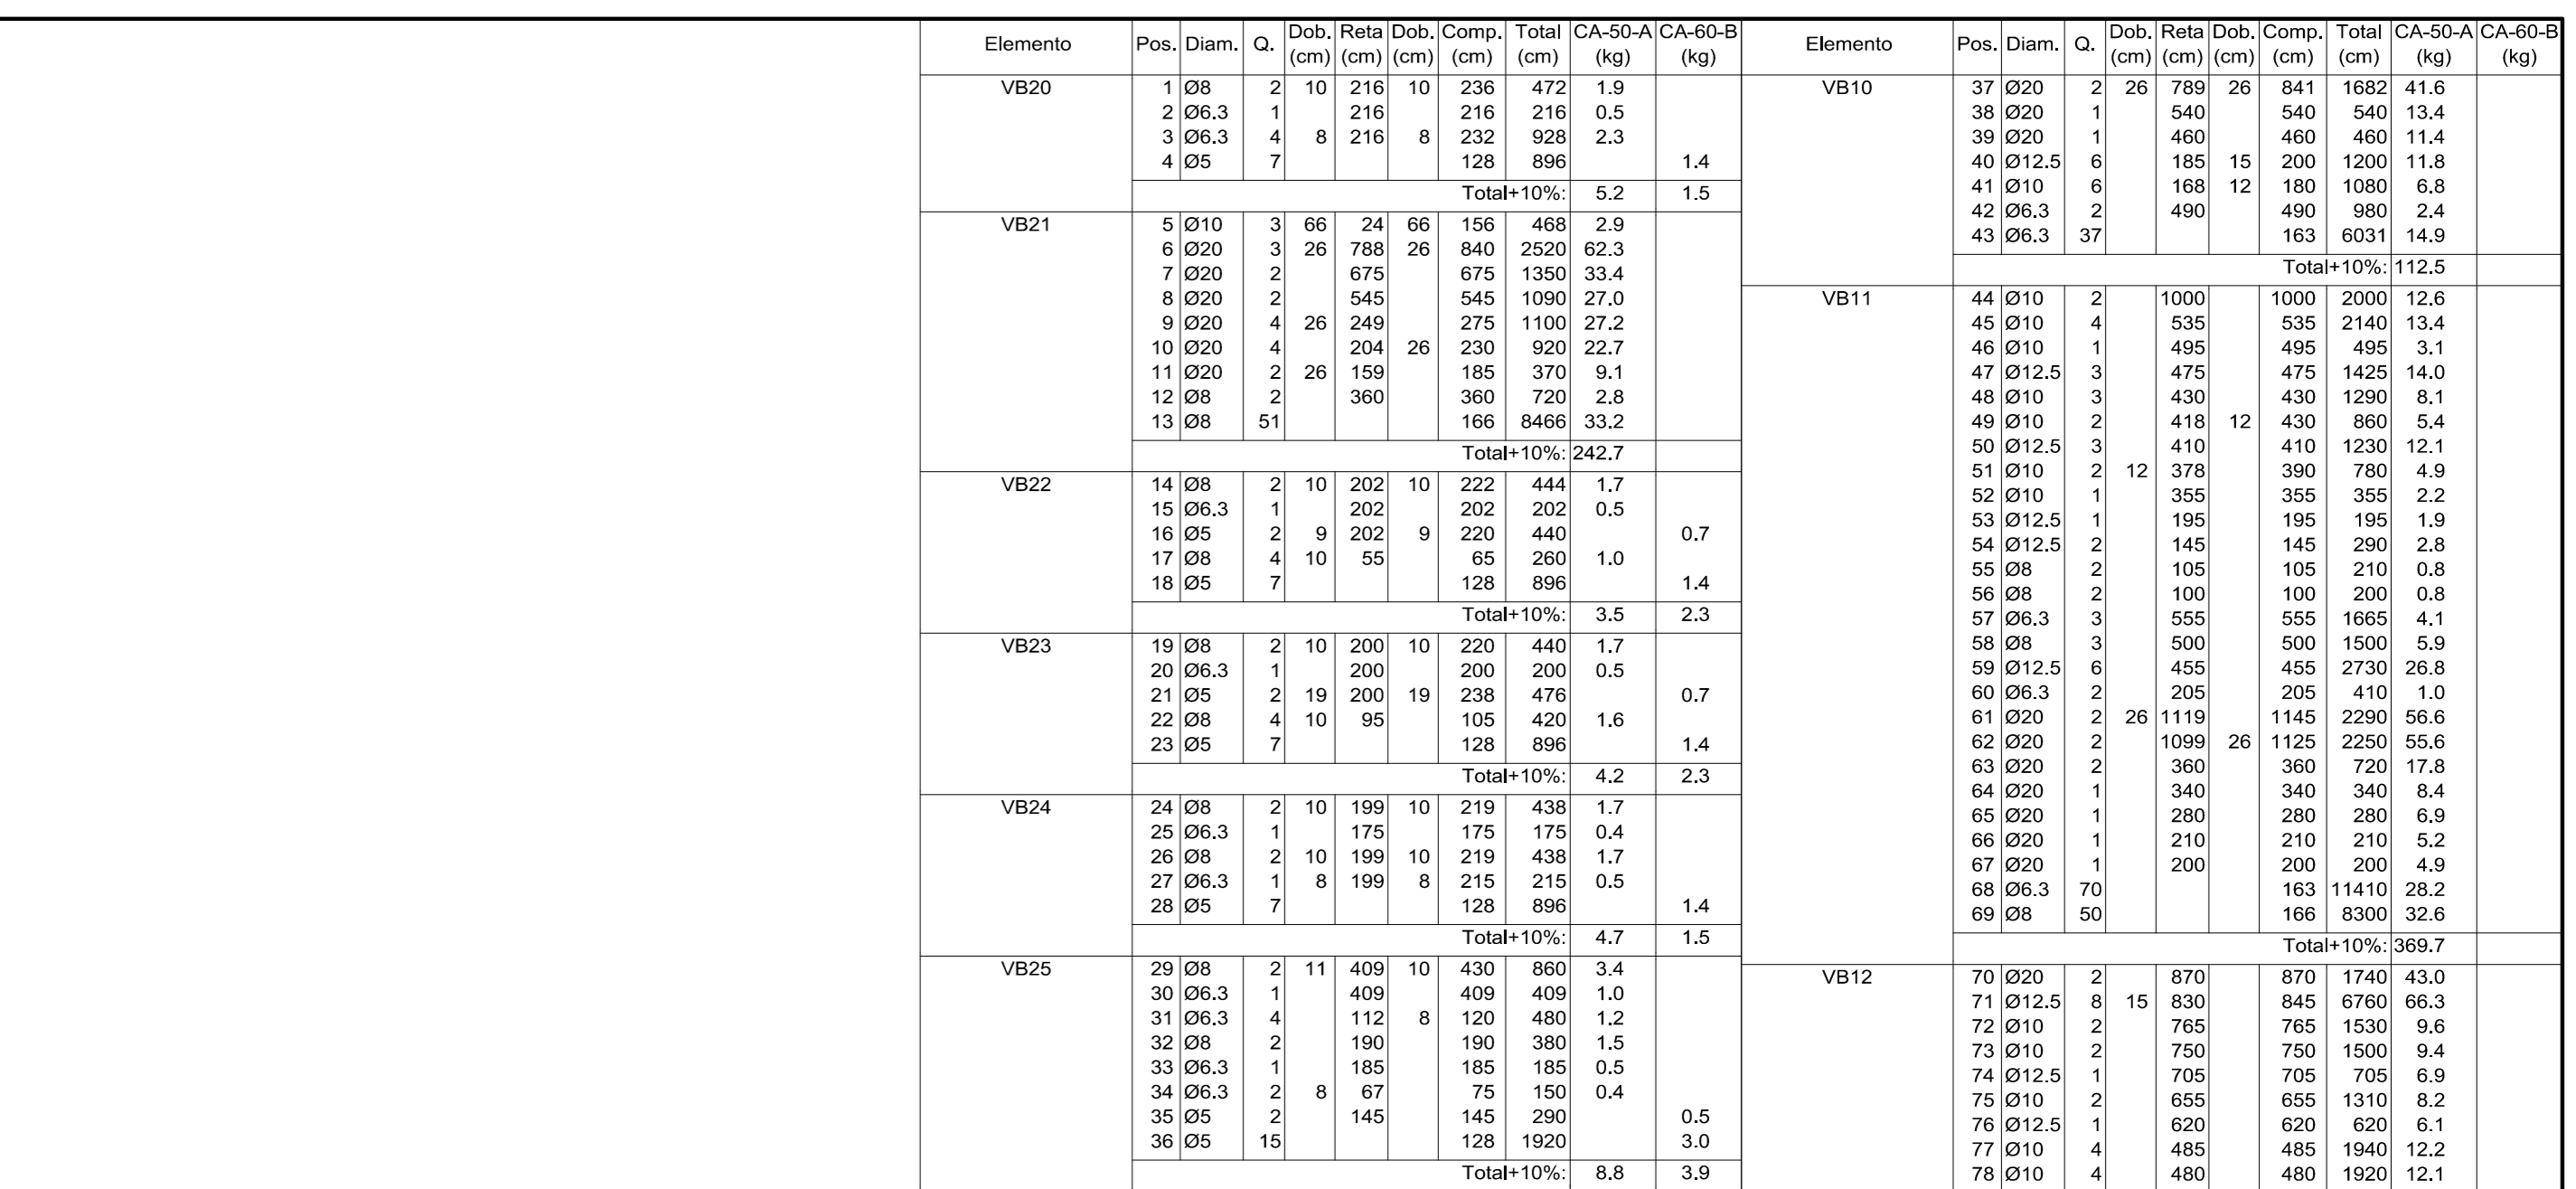 Elemento Pos. Diam. Q. Dob. (cm) Reta (cm) Dob. (cm) Comp. (cm) Total (cm) CA-50-A (kg) CA-60-B (kg)
VB20 1 Ø8 2 10 216 10 236 472 1.9
2 Ø6.3 1 216 216 216 0.5
3 Ø6.3 4 8 216 8 232 928 2.3
4 Ø5 7 128 896 1.4
Total+10%: 5.2 1.5
VB21 5 Ø10 3 66 24 66 156 468 2.9
6 Ø20 3 26 788 26 840 2520 62.3
7 Ø20 2 675 675 1350 33.4
8 Ø20 2 545 545 1090 27.0
9 Ø20 4 26 249 275 1100 27.2
10 Ø20 4 204 26 230 920 22.7
11 Ø20 2 26 159 185 370 9.1
12 Ø8 2 360 360 720 2.8
13 Ø8 51 166 8466 33.2
Total+10%: 242.7
VB22 14 Ø8 2 10 202 10 222 444 1.7
15 Ø6.3 1 202 202 202 0.5
16 Ø5 2 9 202 9 220 440 0.7
17 Ø8 4 10 55 65 260 1.0
18 Ø5 7 128 896 1.4
Total+10%: 3.5 2.3
VB23 19 Ø8 2 10 200 10 220 440 1.7
20 Ø6.3 1 200 200 200 0.5
21 Ø5 2 19 200 19 238 476 0.7
22 Ø8 4 10 95 105 420 1.6
23 Ø5 7 128 896 1.4
Total+10%: 4.2 2.3
VB24 24 Ø8 2 10 199 10 219 438 1.7
25 Ø6.3 1 175 175 175 0.4
26 Ø8 2 10 199 10 219 438 1.7
27 Ø6.3 1 8 199 8 215 215 0.5
28 Ø5 7 128 896 1.4
Total+10%: 4.7 1.5
VB25 29 Ø8 2 11 409 10 430 860 3.4
30 Ø6.3 1 409 409 409 1.0
31 Ø6.3 4 112 8 120 480 1.2
32 Ø8 2 190 190 380 1.5
33 Ø6.3 1 185 185 185 0.5
34 Ø6.3 2 8 67 75 150 0.4
35 Ø5 2 145 145 290 0.5
36 Ø5 15 128 1920 3.0
Total+10%: 8.8 3.9
Elemento Pos. Diam. Q. Dob. (cm) Reta (cm) Dob. (cm) Comp. (cm) Total (cm) CA-50-A (kg) CA-60-B (kg)
VB10 37 Ø20 2 26 789 26 841 1682 41.6
38 Ø20 1 540 540 540 13.4
39 Ø20 1 460 460 460 11.4
40 Ø12.5 6 185 15 200 1200 11.8
41 Ø10 6 168 12 180 1080 6.8
42 Ø6.3 2 490 490 980 2.4
43 Ø6.3 37 163 6031 14.9
Total+10%: 112.5
VB11 44 Ø10 2 1000 1000 2000 12.6
45 Ø10 4 535 535 2140 13.4
46 Ø10 1 495 495 495 3.1
47 Ø12.5 3 475 475 1425 14.0
48 Ø10 3 430 430 1290 8.1
49 Ø10 2 418 12 430 860 5.4
50 Ø12.5 3 410 410 1230 12.1
51 Ø10 2 12 378 390 780 4.9
52 Ø10 1 355 355 355 2.2
53 Ø12.5 1 195 195 195 1.9
54 Ø12.5 2 145 145 290 2.8
55 Ø8 2 105 105 210 0.8
56 Ø8 2 100 100 200 0.8
57 Ø6.3 3 555 555 1665 4.1
58 Ø8 3 500 500 1500 5.9
59 Ø12.5 6 455 455 2730 26.8
60 Ø6.3 2 205 205 410 1.0
61 Ø20 2 26 1119 1145 2290 56.6
62 Ø20 2 1099 26 1125 2250 55.6
63 Ø20 2 360 360 720 17.8
64 Ø20 1 340 340 340 8.4
65 Ø20 1 280 280 280 6.9
66 Ø20 1 210 210 210 5.2
67 Ø20 1 200 200 200 4.9
68 Ø6.3 70 163 11410 28.2
69 Ø8 50 166 8300 32.6
Total+10%: 369.7
VB12 70 Ø20 2 870 870 1740 43.0
71 Ø12.5 8 15 830 845 6760 66.3
72 Ø10 2 765 765 1530 9.6
73 Ø10 2 750 750 1500 9.4
74 Ø12.5 1 705 705 705 6.9
75 Ø10 2 655 655 1310 8.2
76 Ø12.5 1 620 620 620 6.1
77 Ø10 4 485 485 1940 12.2
78 Ø10 4 480 480 1920 12.1